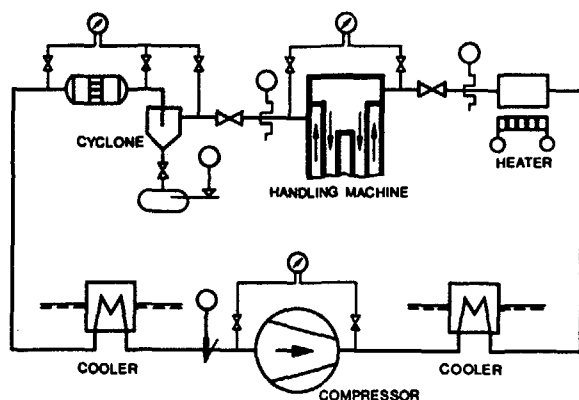 CYCLONE
HANDLING MACHINE
HEATER
COOLER
COMPRESSOR
COOLER